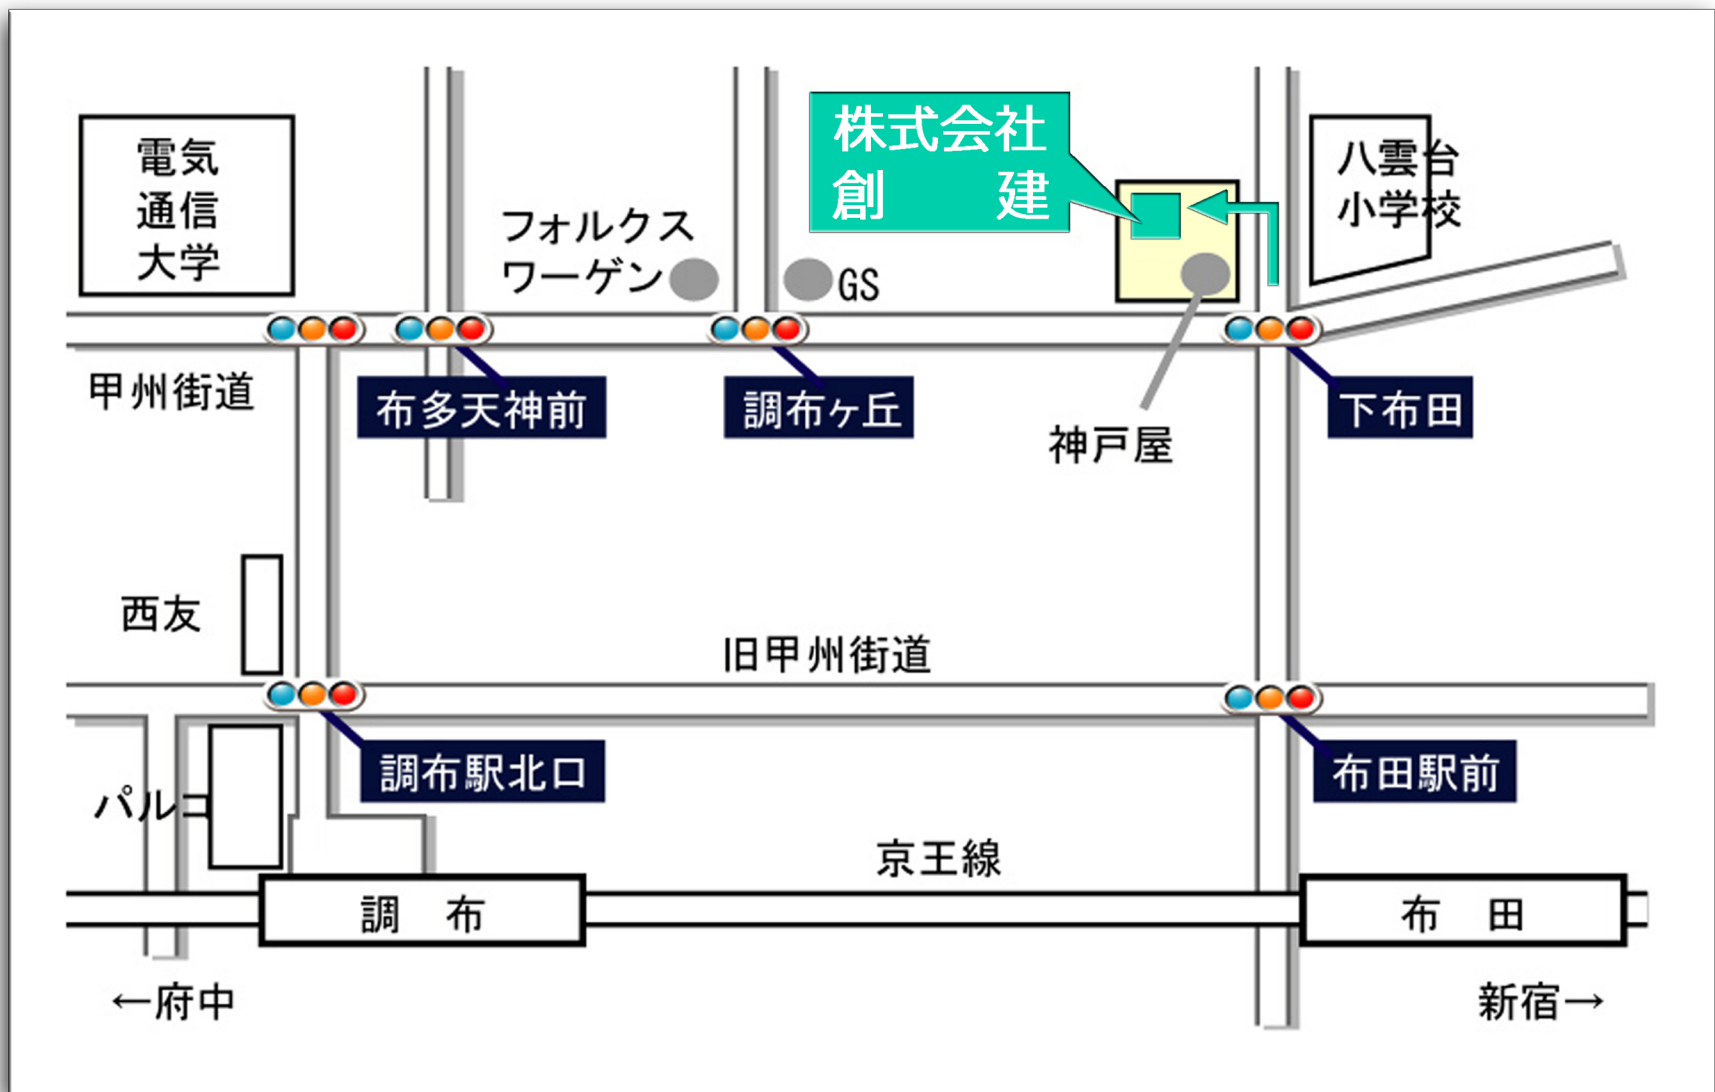 電気
通信
大学
フォルクス
ワーゲン
GS
株式会社
創　建
八雲台
小学校
甲州街道
布多天神前
調布ヶ丘
神戸屋
下布田
西友
旧甲州街道
調布駅北口
布田駅前
パルコ
京王線
調　布
布　田
←府中
新宿→